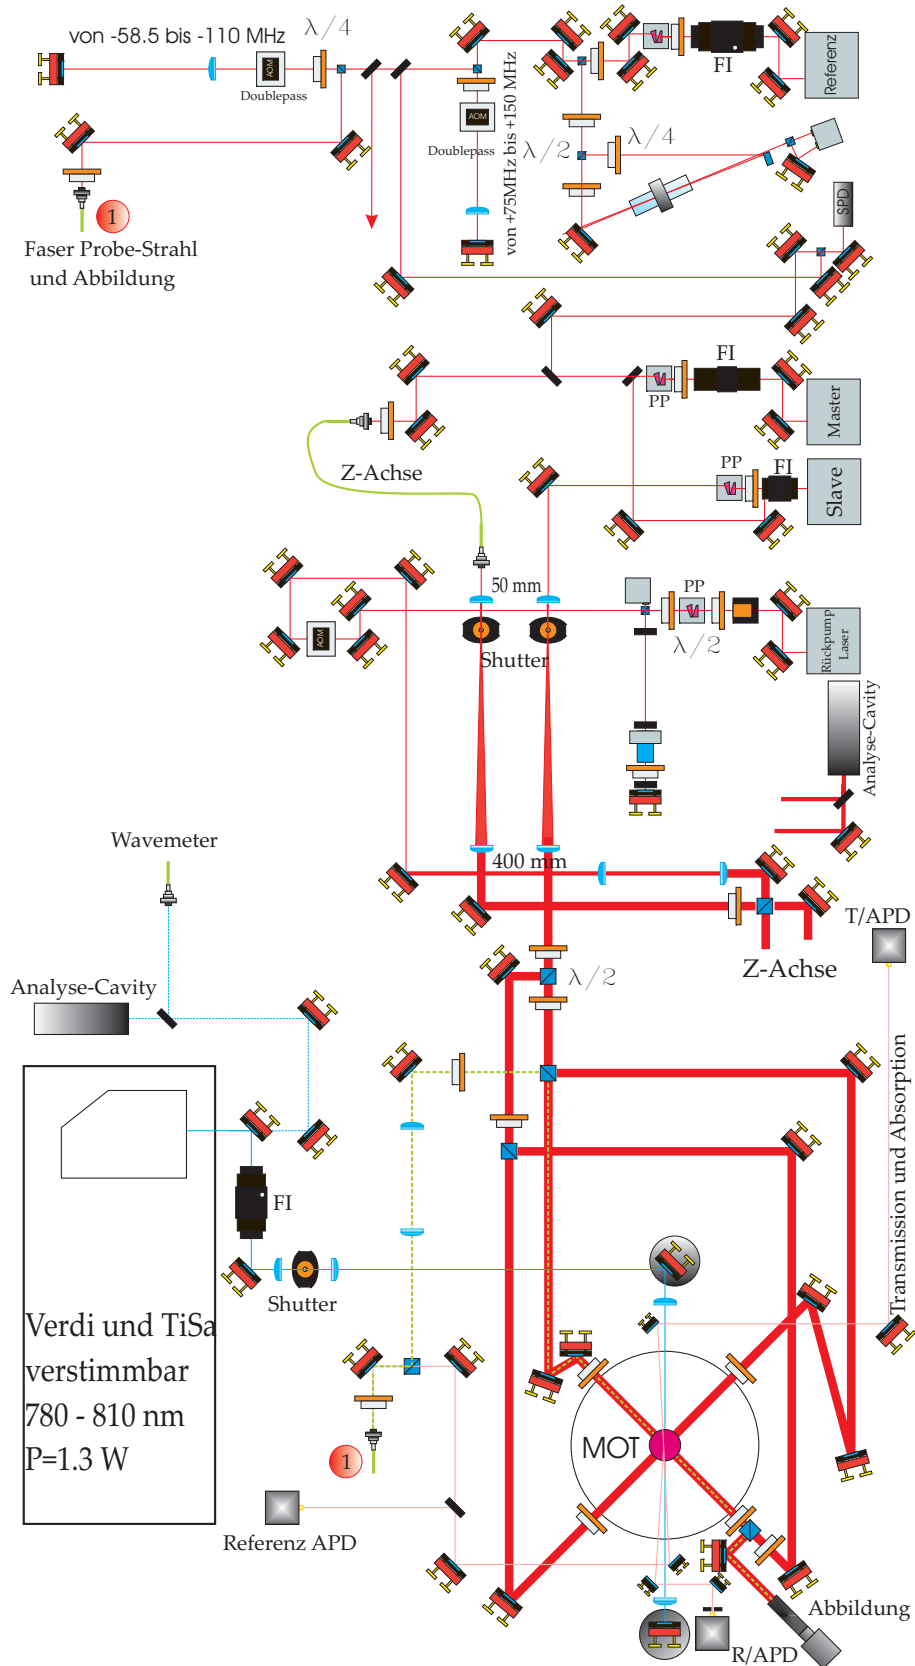 von -58.5 bis -110 MHz
λ/4
AOM
Doublepass
FI
Referenz
AOM
Doublepass
von +75MHz bis +150 MHz
λ/2
λ/4
SPD
1
Faser Probe-Strahl
und Abbildung
FI
PP
Master
Z-Achse
PP
FI
Slave
50 mm
PP
λ/2
AOM
Shutter
Rückpump
Laser
Analyse-Cavity
Wavemeter
400 mm
T/APD
Z-Achse
λ/2
Analyse-Cavity
Transmission und Absorption
FI
Shutter
Verdi und TiSa
verstimmbar
780 - 810 nm
P=1.3 W
MOT
1
Referenz APD
Abbildung
R/APD